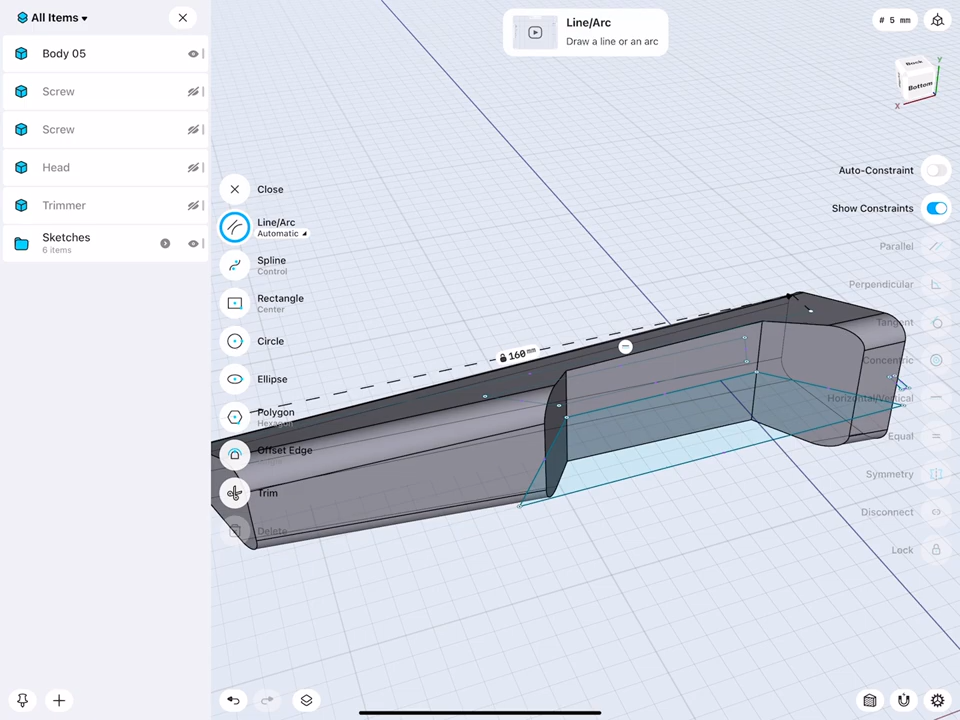 All Items ▾
Body 05
Screw
Screw
Head
Trimmer
Sketches
6 items
Line/Arc
Draw a line or an arc
# 5 mm
Back
Bottom
X
Y
Close
Line/Arc
Automatic
Spline
Control
Rectangle
Center
Circle
Ellipse
Polygon
Hexagon
Offset Edge
Trim
Delete
160 mm
Auto-Constraint
Show Constraints
Parallel
Perpendicular
Tangent
Concentric
Horizontal/Vertical
Equal
Symmetry
Disconnect
Lock